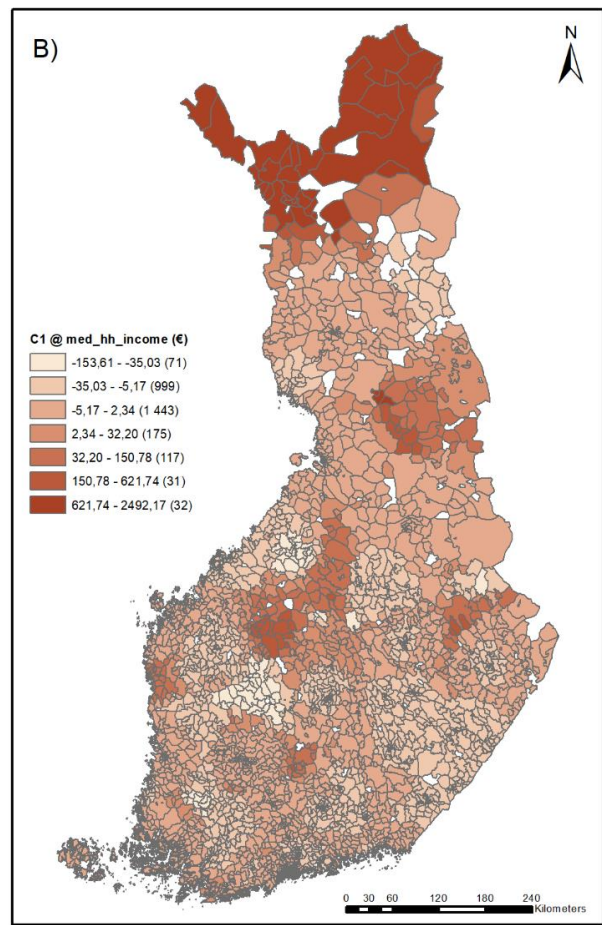 B)
N
C1 @ med_hh_income (€)
-153,61 - -35,03 (71)
-35,03 - -5,17 (999)
-5,17 - 2,34 (1 443)
2,34 - 32,20 (175)
32,20 - 150,78 (117)
150,78 - 621,74 (31)
621,74 - 2492,17 (32)
0 30 60 120 180 240
Kilometers